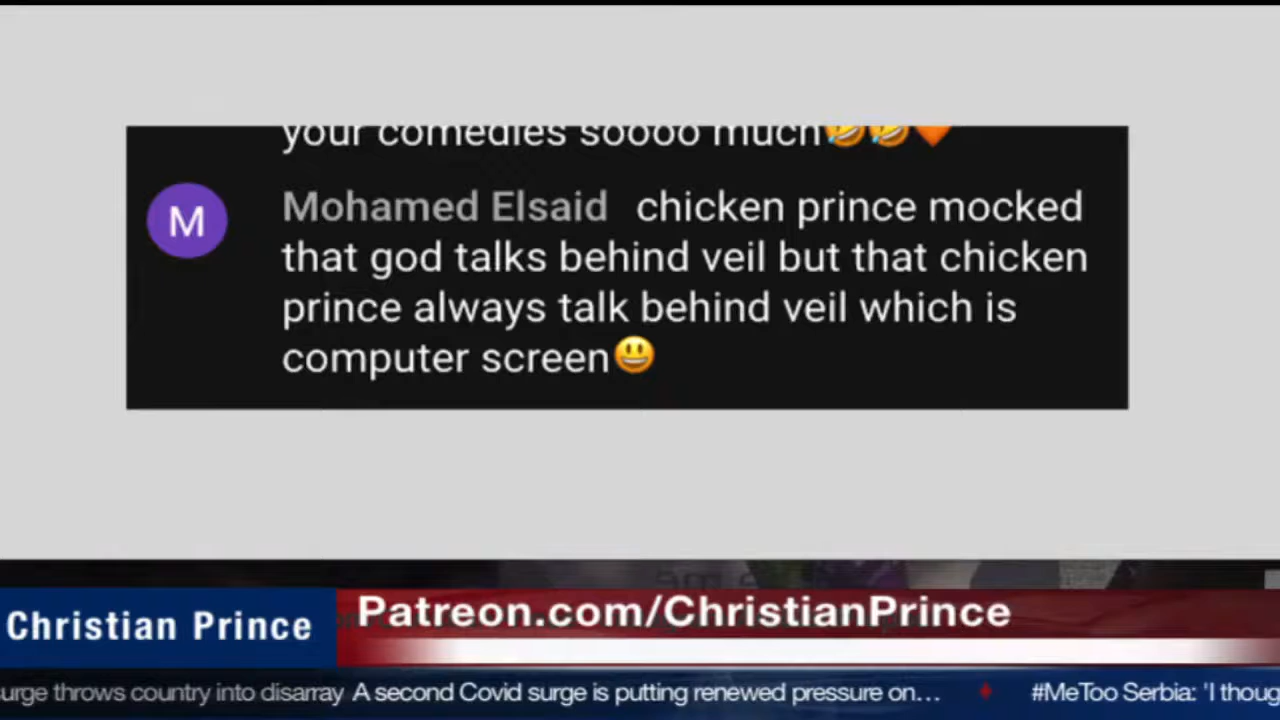 your comedies soooo much🤣🤣🧡
M
Mohamed Elsaid chicken prince mocked
that god talks behind veil but that chicken
prince always talk behind veil which is
computer screen😃
Christian Prince
Patreon.com/ChristianPrince
surge throws country into disarray A second Covid surge is putting renewed pressure on… ♦ #MeToo Serbia: 'I thoug